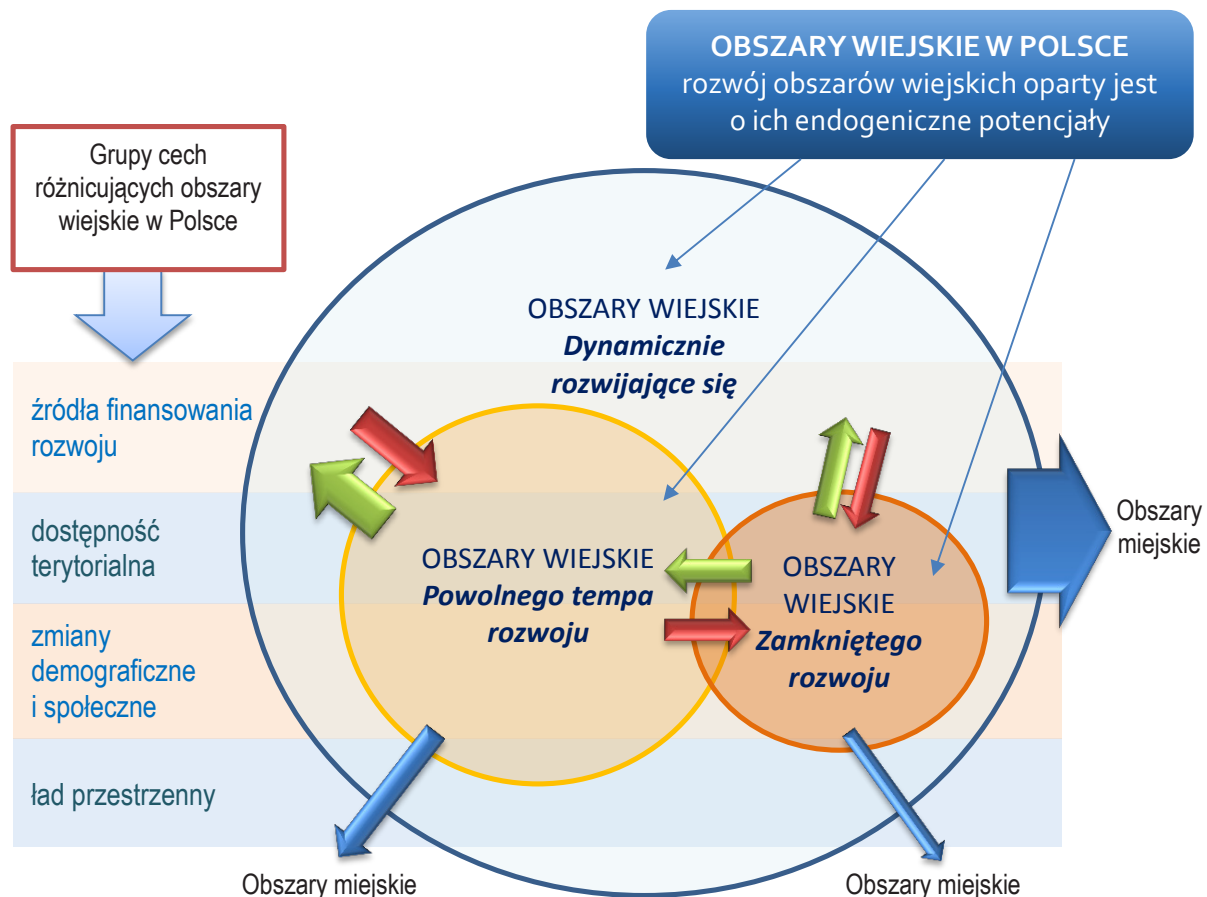 OBSZARY WIEJSKIE W POLSCE
rozwój obszarów wiejskich oparty jest
o ich endogeniczne potencjały
Grupy cech
różnicujących obszary
wiejskie w Polsce
OBSZARY WIEJSKIE
Dynamicznie
rozwijające się
źródła finansowania
rozwoju
dostępność
terytorialna
zmiany
demograficzne
i społeczne
ład przestrzenny
OBSZARY WIEJSKIE
Powolnego tempa
rozwoju
OBSZARY
WIEJSKIE
Zamkniętego
rozwoju
Obszary
miejskie
Obszary miejskie
Obszary miejskie